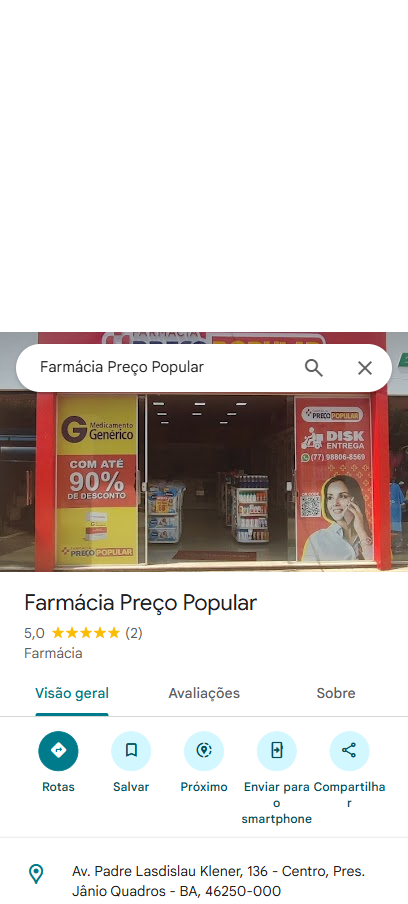 FARMÁCIA
PREÇO POPULAR
Farmácia Preço Popular
G Medicamento
Genérico
COM ATÉ
90%
DE DESCONTO
PREÇO POPULAR
PREÇO POPULAR
DISK
ENTREGA
(77) 98806-8569
QR CODE
Farmácia Preço Popular
5,0 (2)
Farmácia
Visão geral Avaliações Sobre
Rotas Salvar Próximo Enviar para o smartphone Compartilhar
Av. Padre Lasdislau Klener, 136 - Centro, Pres.
Jânio Quadros - BA, 46250-000